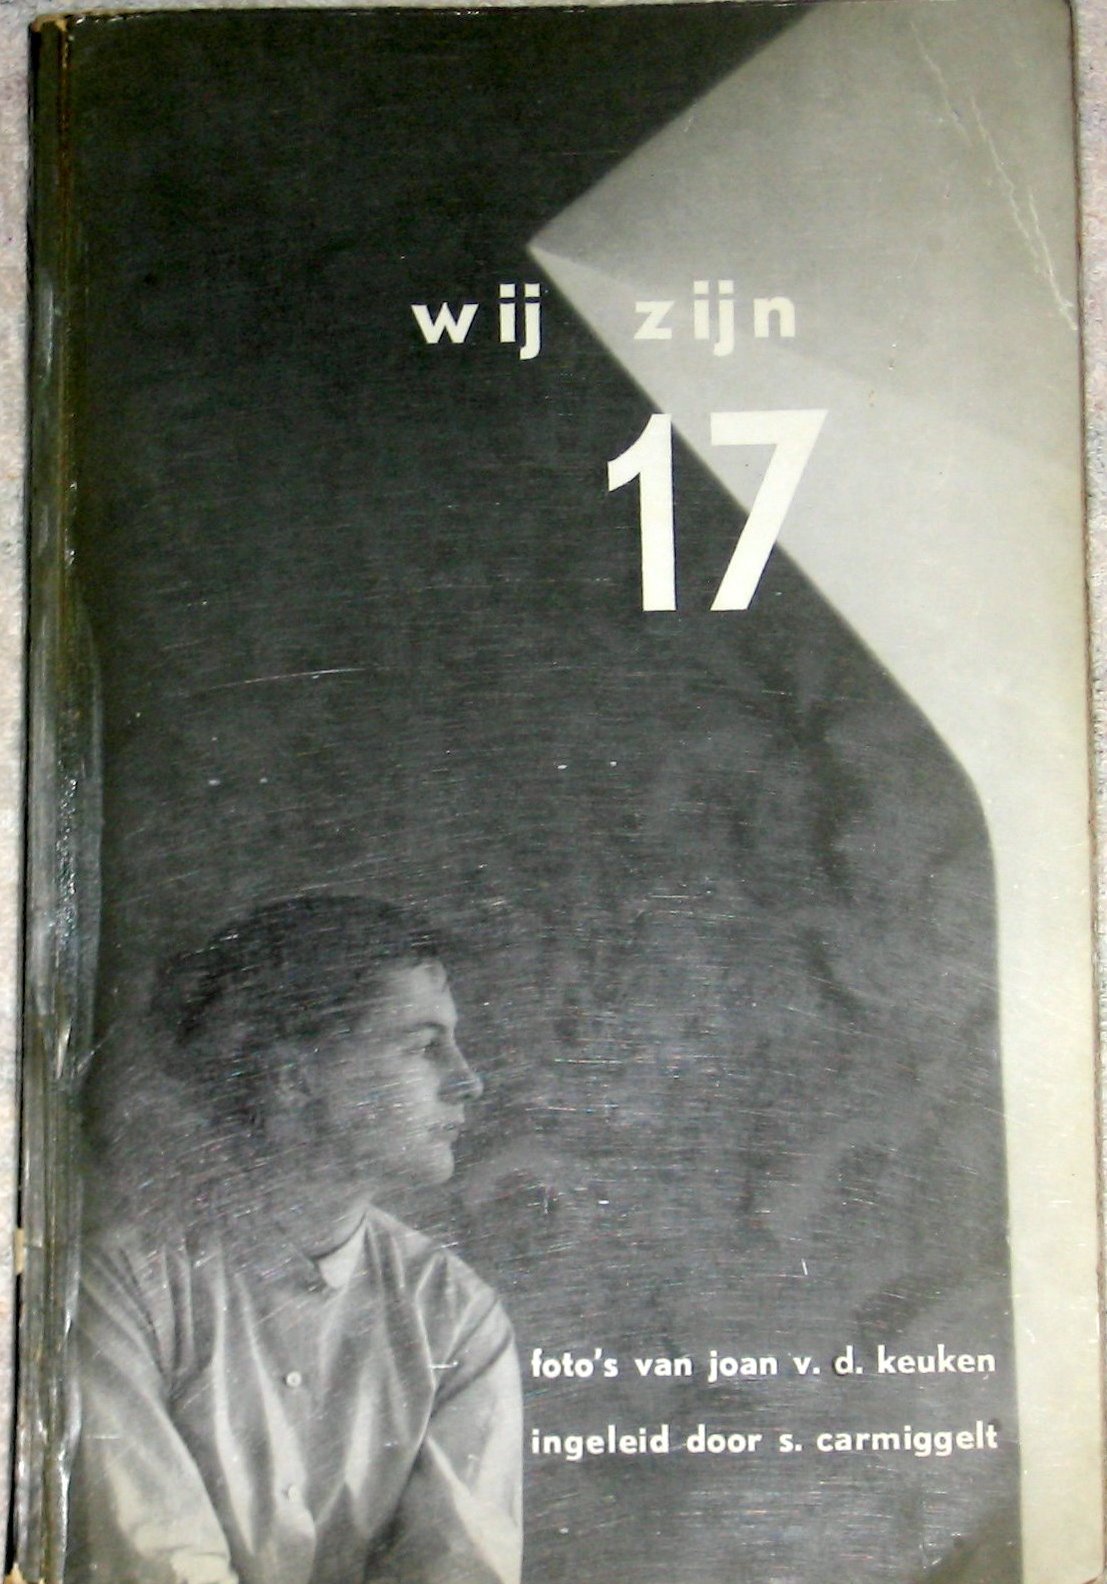 wij zijn
17
foto's van joan v. d. keuken
ingeleid door s. carmiggelt